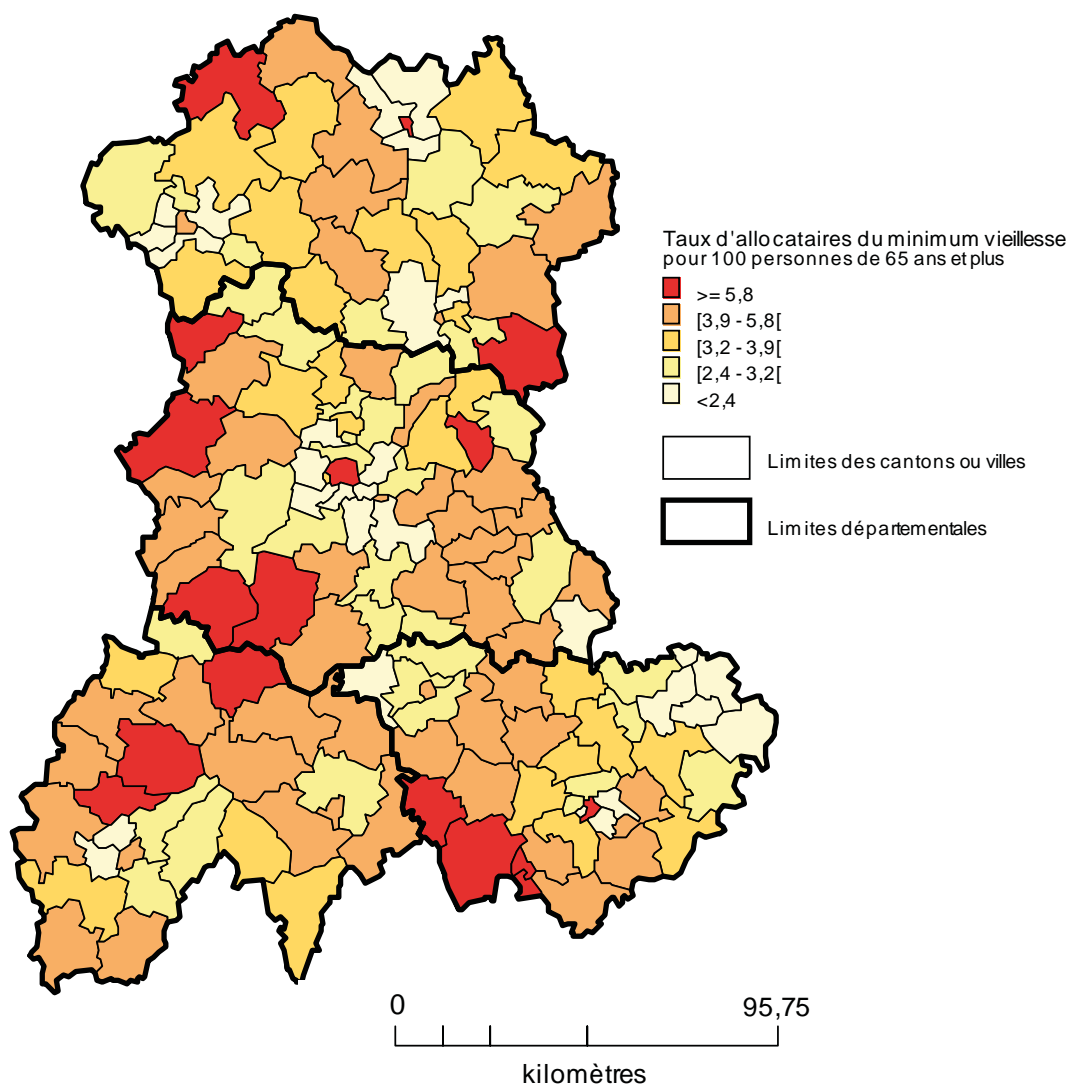 Taux d'allocataires du minimum vieillesse
pour 100 personnes de 65 ans et plus
>= 5,8
[3,9 - 5,8[
[3,2 - 3,9[
[2,4 - 3,2[
<2,4
Limites des cantons ou villes
Limites départementales
0 95,75
kilomètres